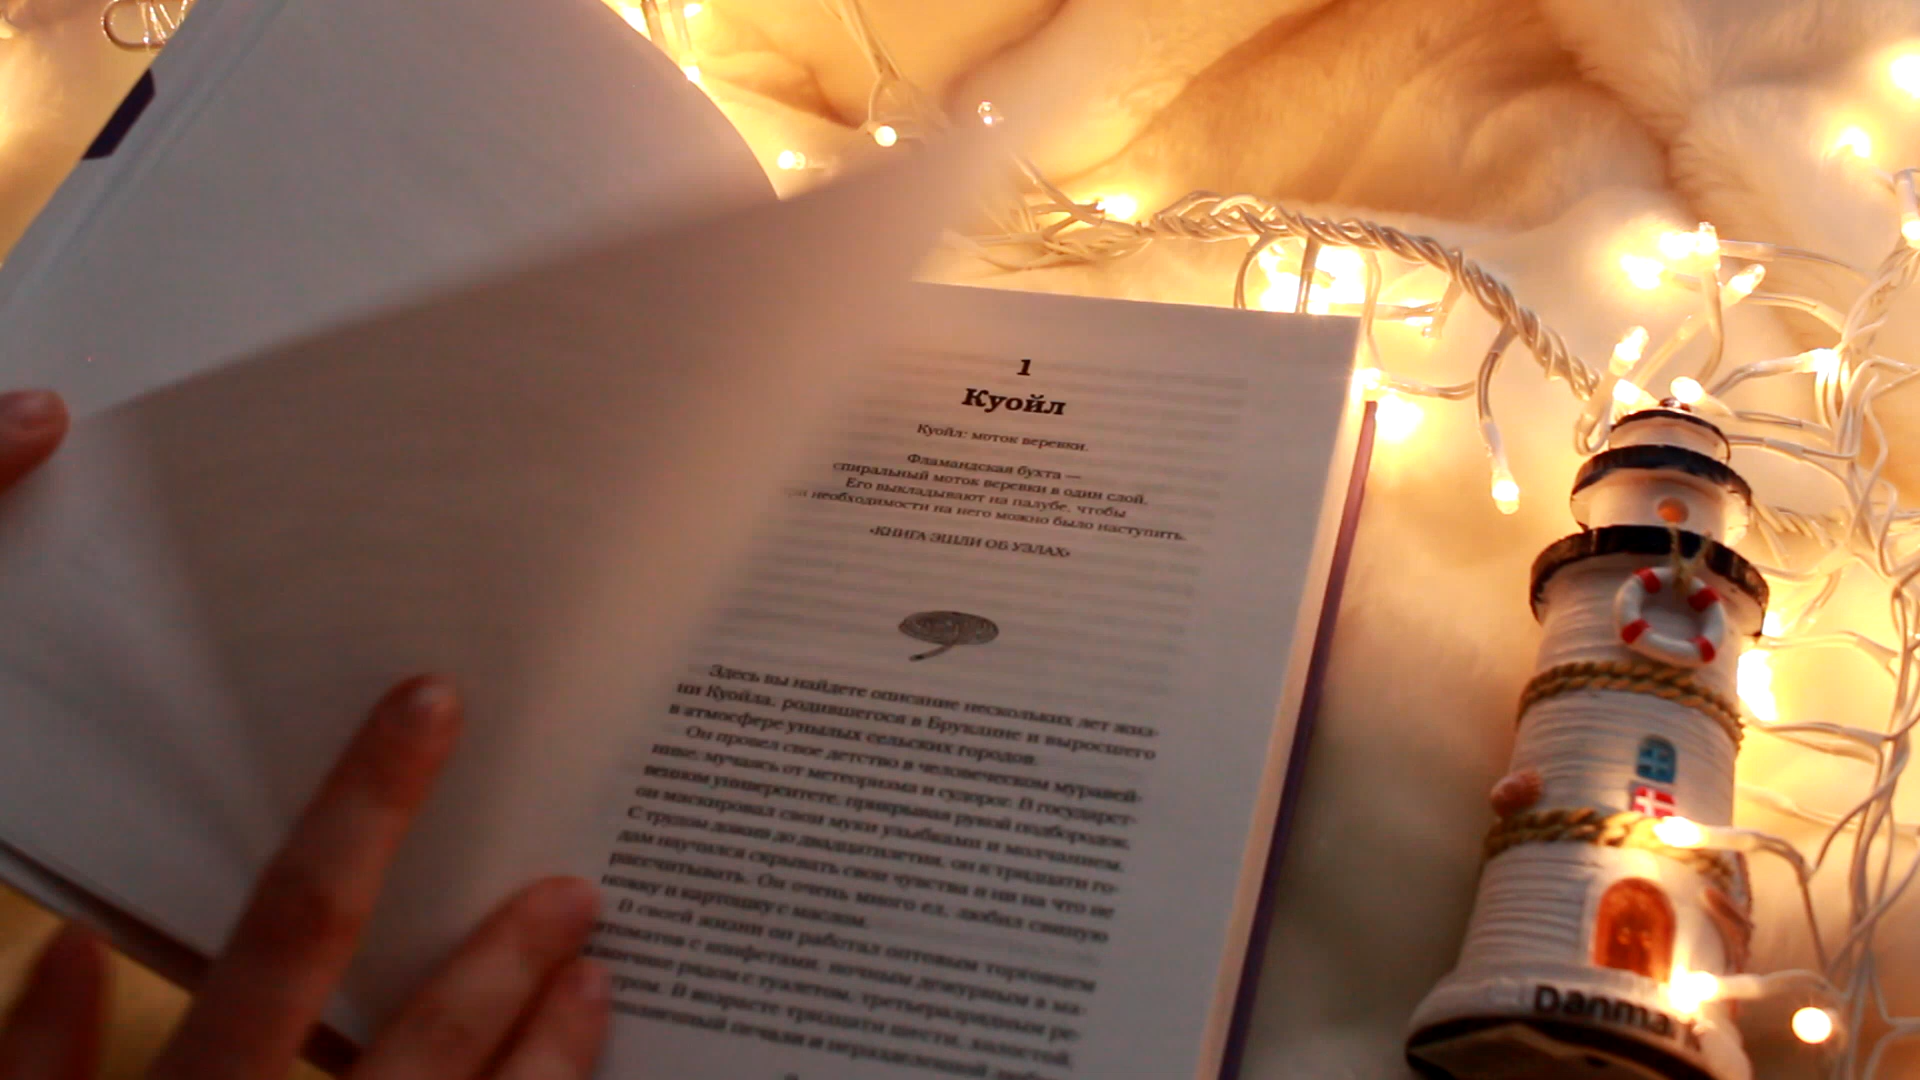 1
Куойл
Куойл: моток веревки.
Фламандская бухта —
спиральный моток веревки в один слой.
Его выкладывают на палубе, чтобы
при необходимости на него можно было наступить.
«КНИГА ЭШЛИ ОБ УЗЛАХ»
Здесь вы найдете описание нескольких лет жиз-
ни Куойла, родившегося в Бруклине и выросшего
в атмосфере унылых сельских городов.
Он провел свое детство в человеческом муравей-
нике, мучаясь от метеоризма и судорог. В государст-
венном университете, прикрывая рукой подбородок,
он маскировал свои муки улыбками и молчанием.
С трудом дожив до двадцатилетия, он к тридцати го-
дам научился скрывать свои чувства и ни на что не
рассчитывать. Он очень много ел, любил свиную
ножку и картошку с маслом.
В своей жизни он работал оптовым торговцем
автоматов с конфетами, ночным дежурным в ма-
газинчике рядом с туалетом, третьеразрядным ре-
В возрасте тридцати шести, холостой,
печали и неразделенной
Danmark